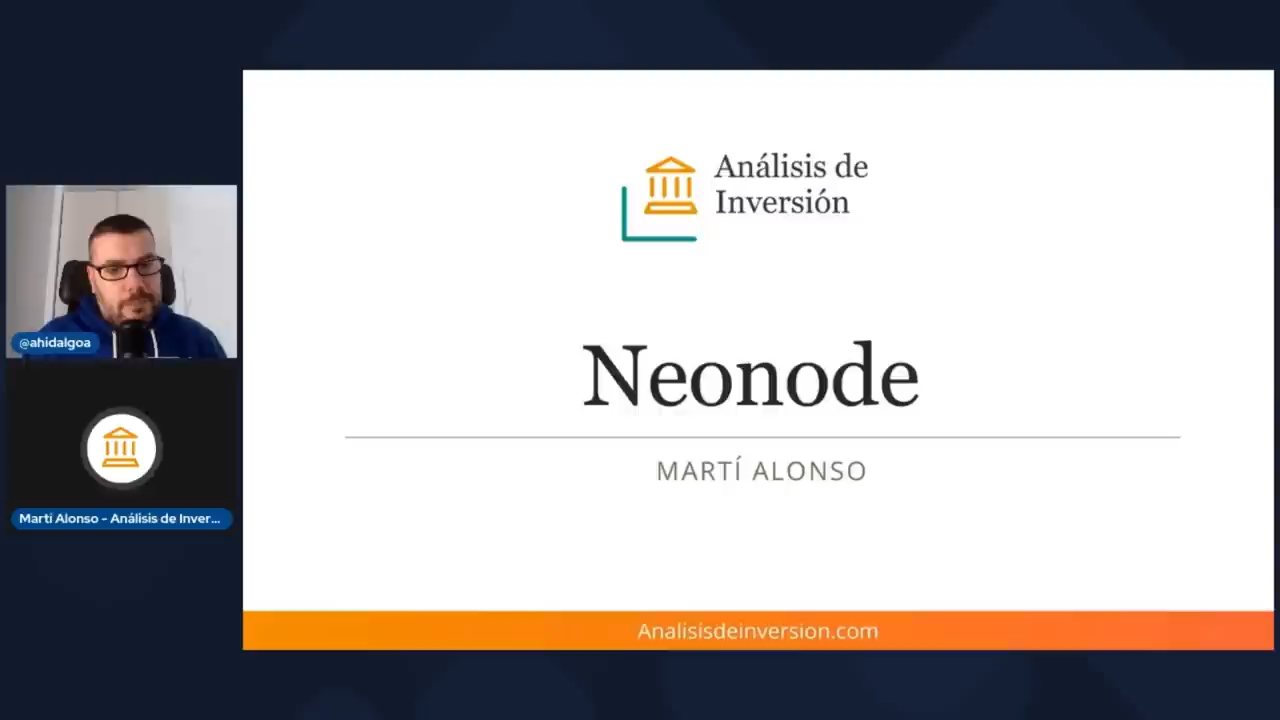 Análisis de
Inversión
Neonode
MARTÍ ALONSO
Analisisdeinversion.com
@ahidalgoa
Martí Alonso - Análisis de Inver...